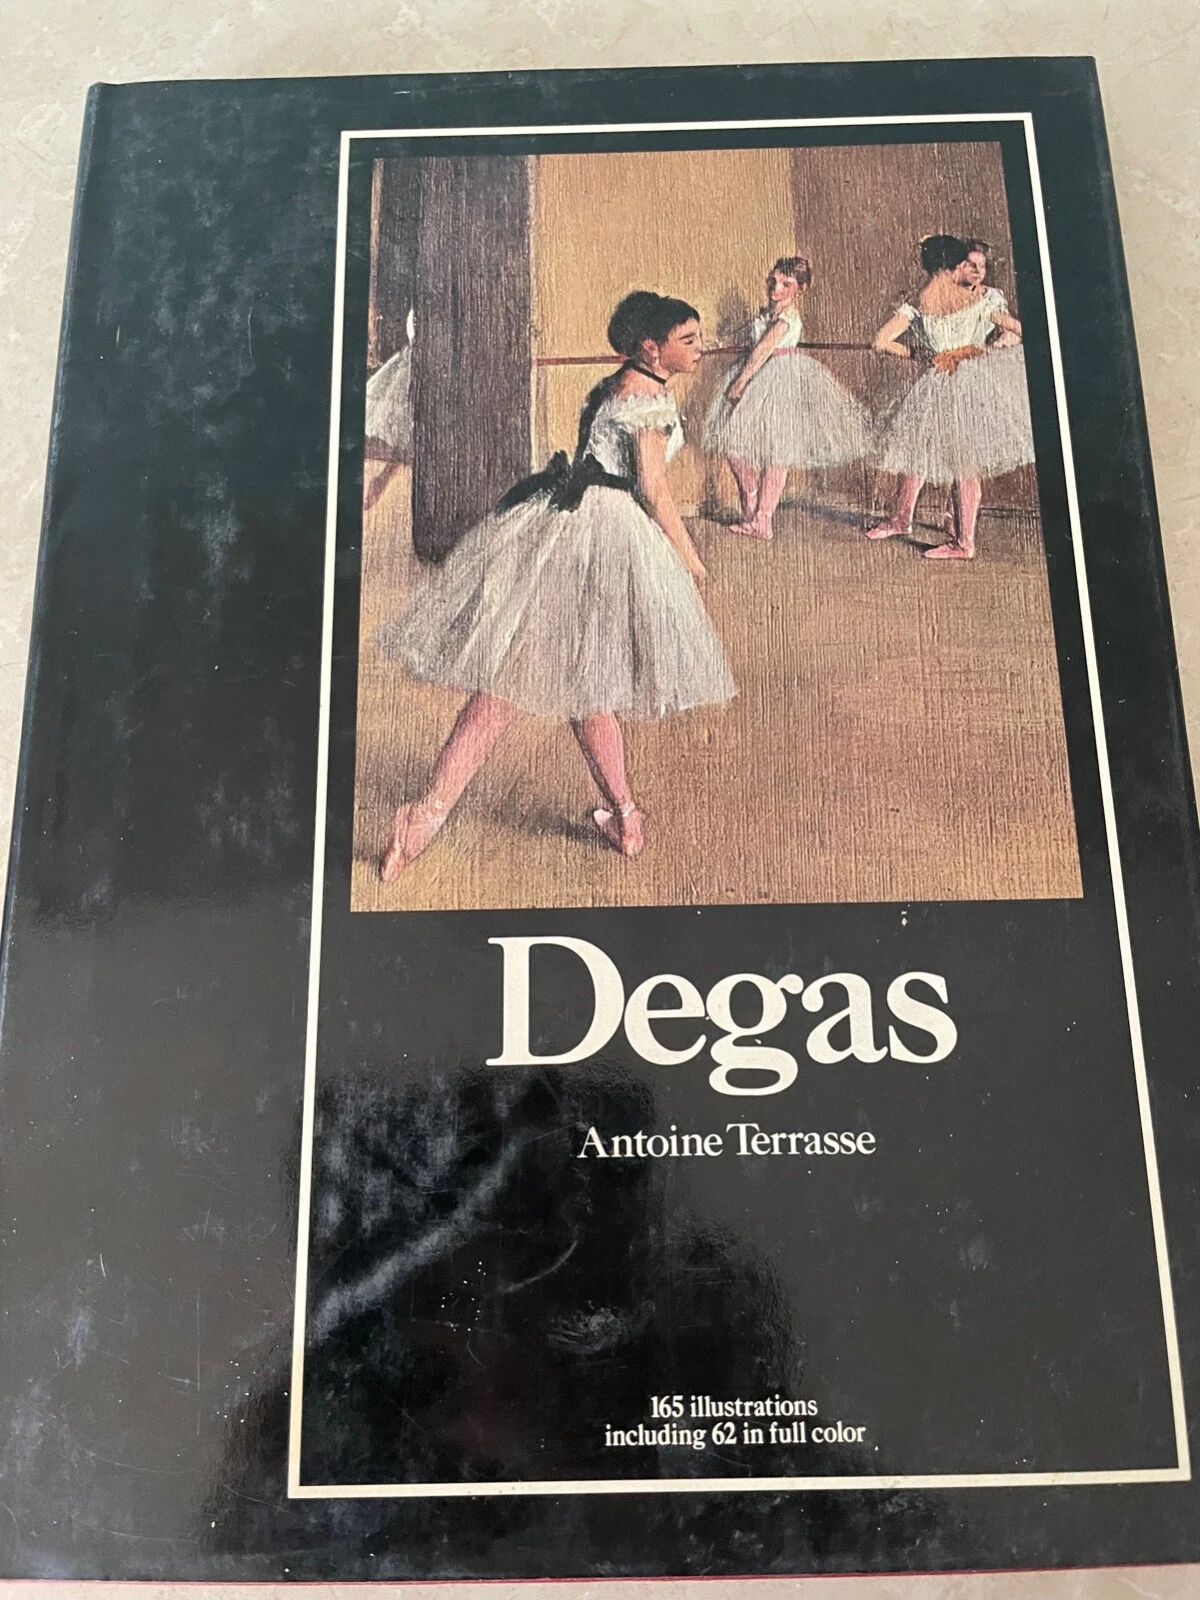 Degas
Antoine Terrasse
165 illustrations
including 62 in full color